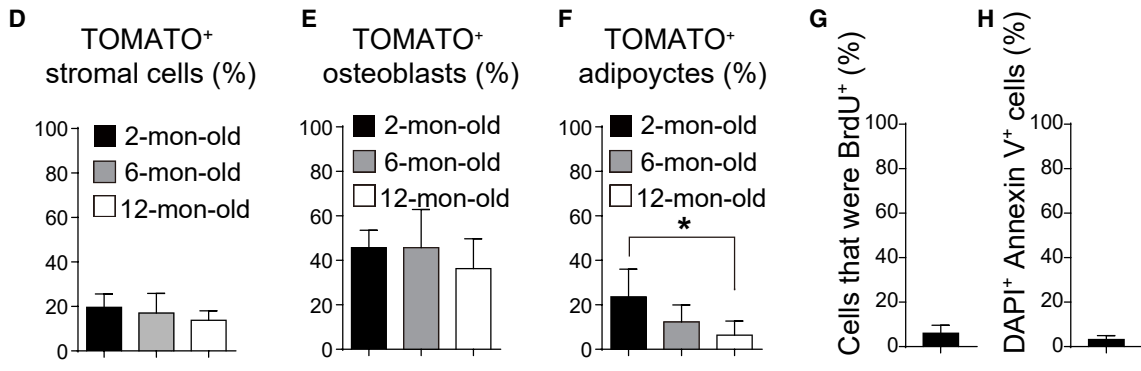 D
TOMATO⁺
stromal cells (%)
100
80
60
40
20
0
2-mon-old
6-mon-old
12-mon-old
E
TOMATO⁺
osteoblasts (%)
100
80
60
40
20
0
2-mon-old
6-mon-old
12-mon-old
F
TOMATO⁺
adipoyctes (%)
100
80
60
40
20
0
2-mon-old
6-mon-old
12-mon-old
*
G
Cells that were BrdU⁺ (%)
100
80
60
40
20
0
H
DAPI⁺ Annexin V⁺ cells (%)
100
80
60
40
20
0